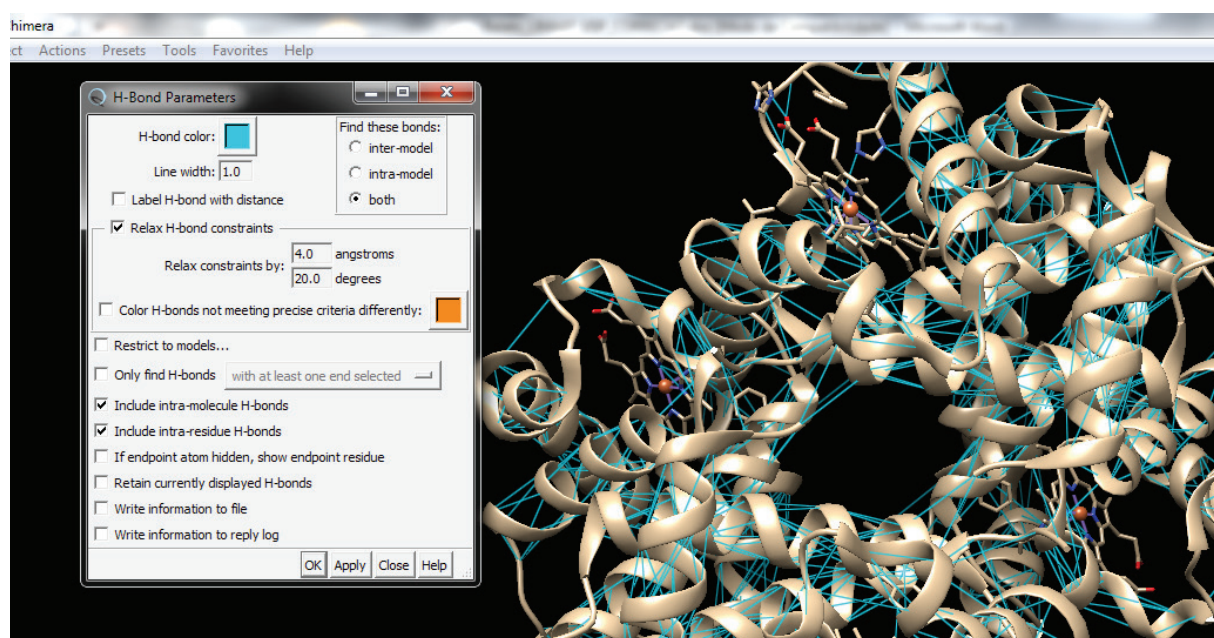 himera
ct Actions Presets Tools Favorites Help
H-Bond Parameters
H-bond color:
Line width: 1.0
Label H-bond with distance
Find these bonds:
inter-model
intra-model
both
Relax H-bond constraints
Relax constraints by:
4.0 angstroms
20.0 degrees
Color H-bonds not meeting precise criteria differently:
Restrict to models...
Only find H-bonds with at least one end selected
Include intra-molecule H-bonds
Include intra-residue H-bonds
If endpoint atom hidden, show endpoint residue
Retain currently displayed H-bonds
Write information to file
Write information to reply log
OK Apply Close Help